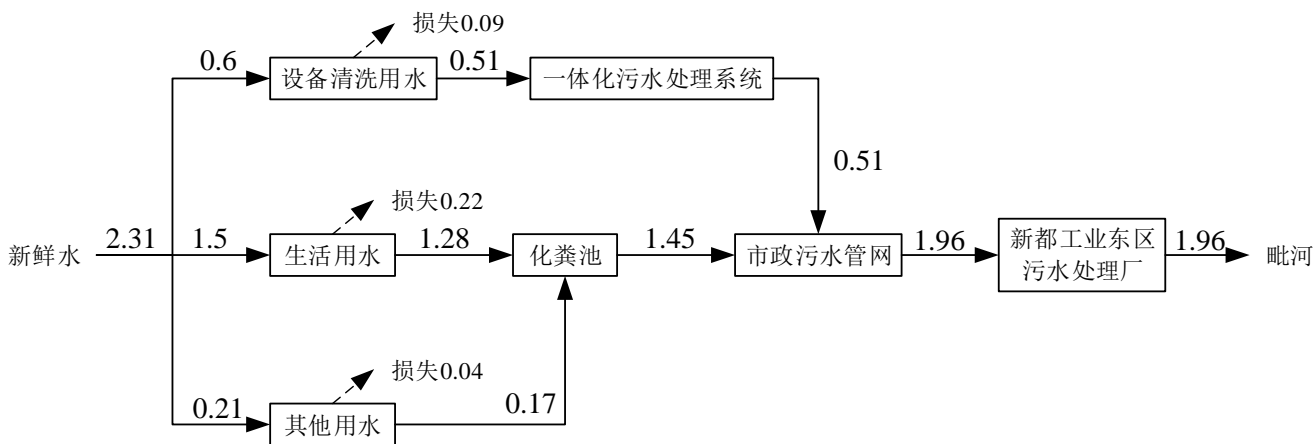 损失0.09
0.6
设备清洗用水
0.51
一体化污水处理系统
0.51
损失0.22
新鲜水
2.31
1.5
生活用水
1.28
化粪池
1.45
市政污水管网
1.96
新都工业东区
污水处理厂
1.96
毗河
损失0.04
0.21
其他用水
0.17